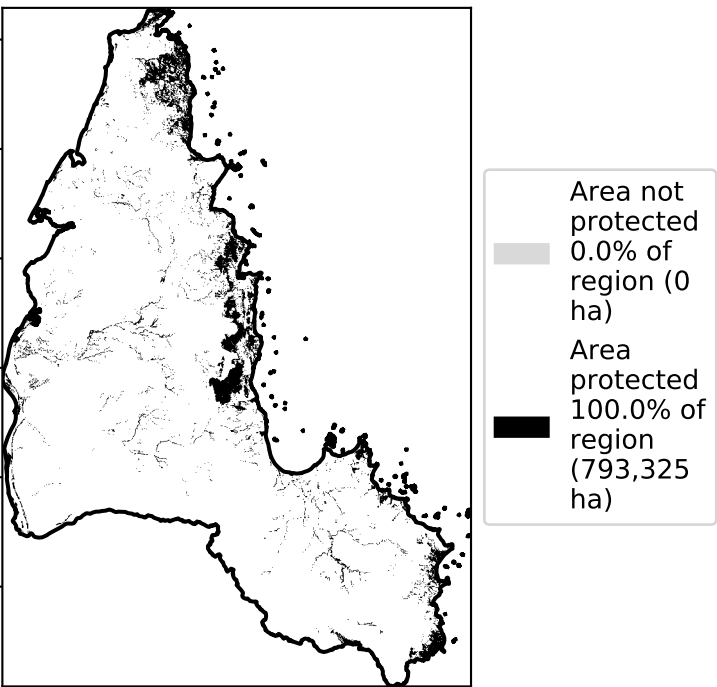 Area not
protected
0.0% of
region (0
ha)
Area
protected
100.0% of
region
(793,325
ha)